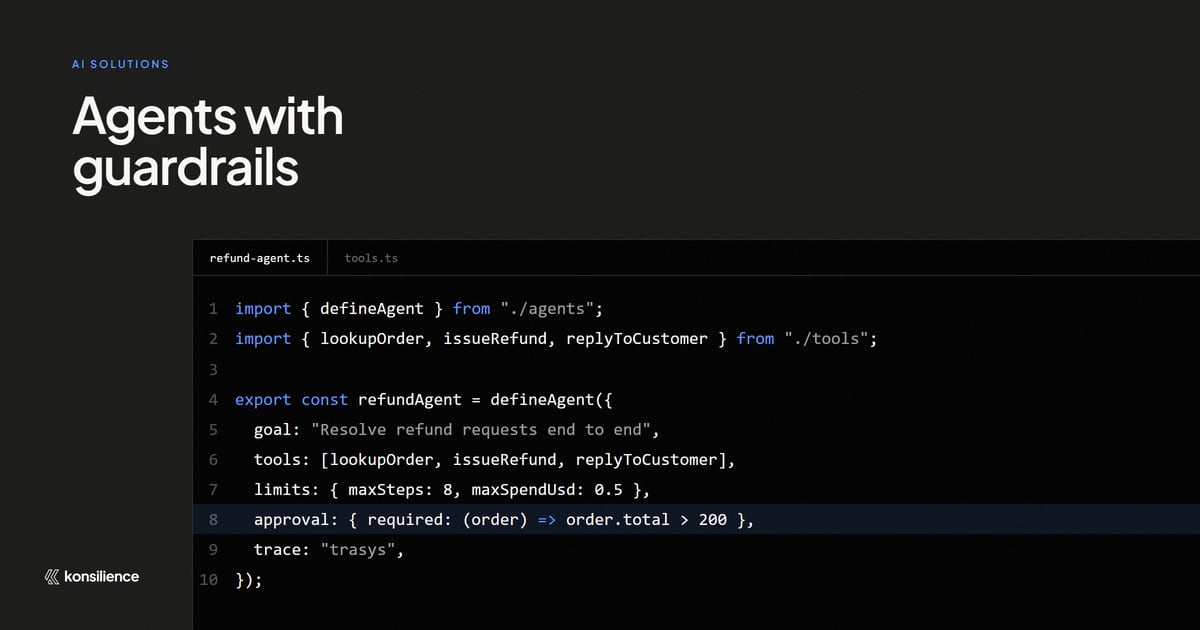 AI SOLUTIONS
Agents with
guardrails
refund-agent.ts tools.ts
1 import { defineAgent } from "./agents";
2 import { lookupOrder, issueRefund, replyToCustomer } from "./tools";
3
4 export const refundAgent = defineAgent({
5   goal: "Resolve refund requests end to end",
6   tools: [lookupOrder, issueRefund, replyToCustomer],
7   limits: { maxSteps: 8, maxSpendUsd: 0.5 },
8   approval: { required: (order) => order.total > 200 },
9   trace: "trasys",
10 });
konsilience